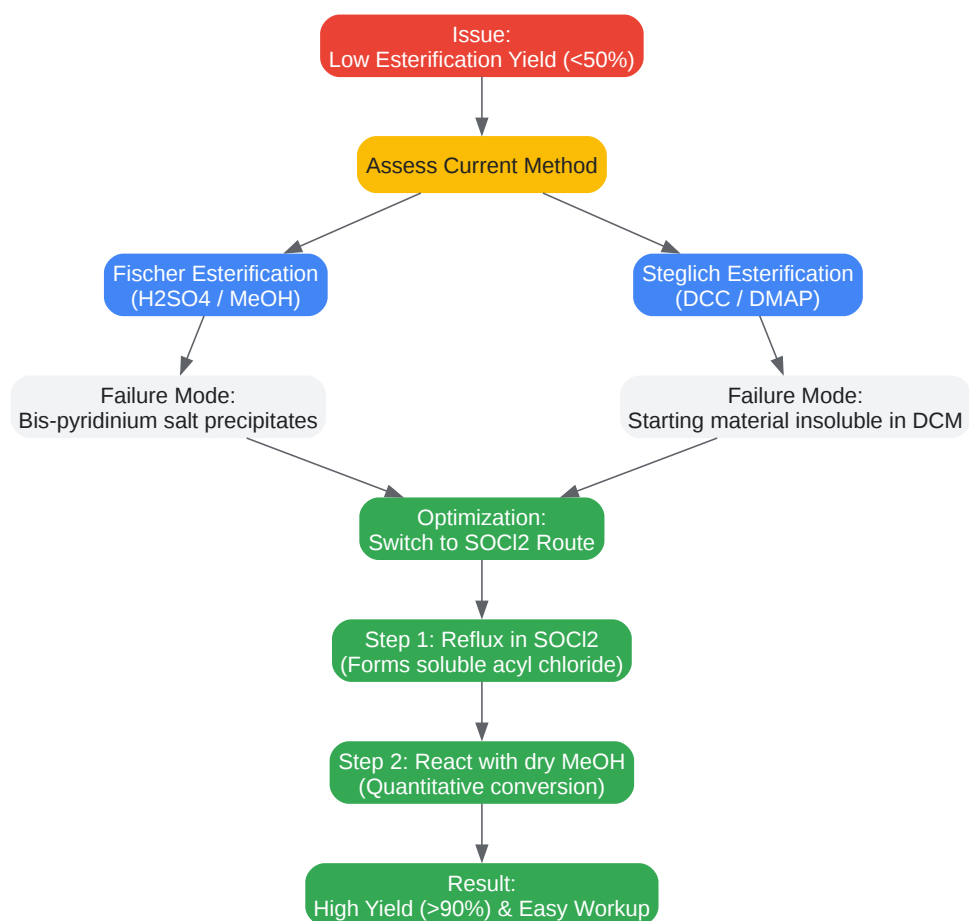 Issue:
Low Esterification Yield (<50%)
Assess Current Method
Fischer Esterification
(H2SO4 / MeOH)
Steglich Esterification
(DCC / DMAP)
Failure Mode:
Bis-pyridinium salt precipitates
Failure Mode:
Starting material insoluble in DCM
Optimization:
Switch to SOCl2 Route
Step 1: Reflux in SOCl2
(Forms soluble acyl chloride)
Step 2: React with dry MeOH
(Quantitative conversion)
Result:
High Yield (>90%) & Easy Workup